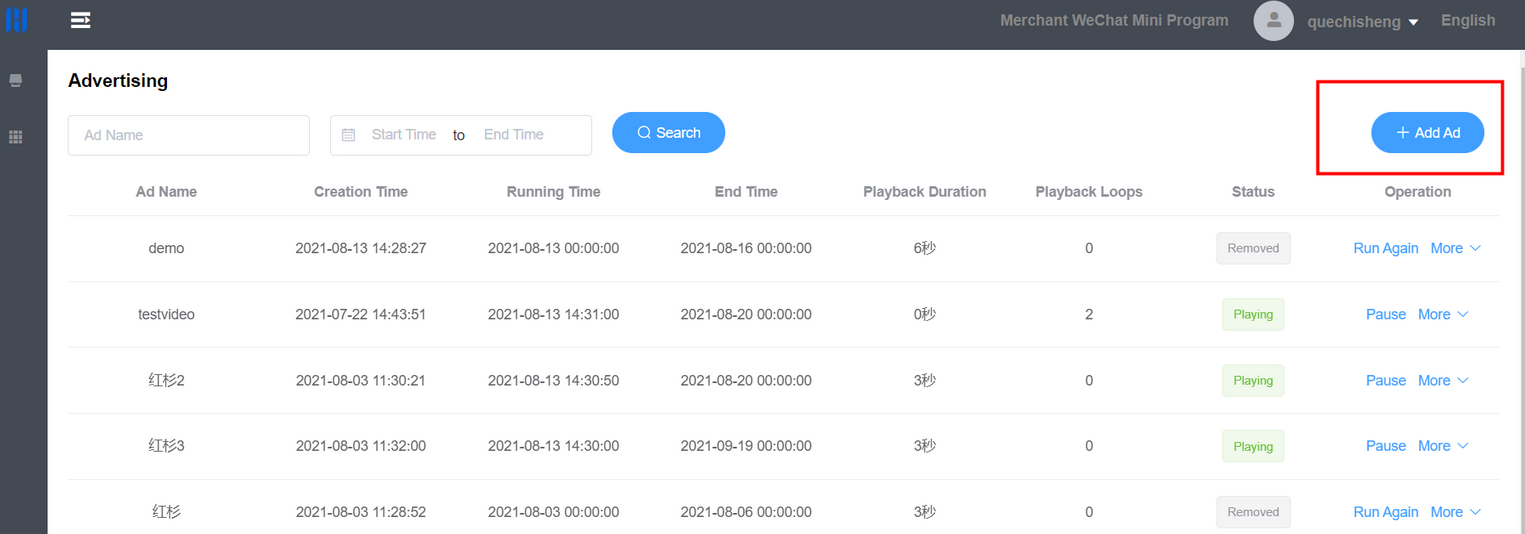 Merchant WeChat Mini Program quechisheng English
Advertising
Ad Name Start Time to End Time Search Add Ad
Ad Name Creation Time Running Time End Time Playback Duration Playback Loops Status Operation
demo 2021-08-13 14:28:27 2021-08-13 00:00:00 2021-08-16 00:00:00 6秒 0 Removed Run Again More
testvideo 2021-07-22 14:43:51 2021-08-13 14:31:00 2021-08-20 00:00:00 0秒 2 Playing Pause More
红杉2 2021-08-03 11:30:21 2021-08-13 14:30:50 2021-08-20 00:00:00 3秒 0 Playing Pause More
红杉3 2021-08-03 11:32:00 2021-08-13 14:30:00 2021-09-19 00:00:00 3秒 0 Playing Pause More
红杉 2021-08-03 11:28:52 2021-08-03 00:00:00 2021-08-06 00:00:00 3秒 0 Removed Run Again More